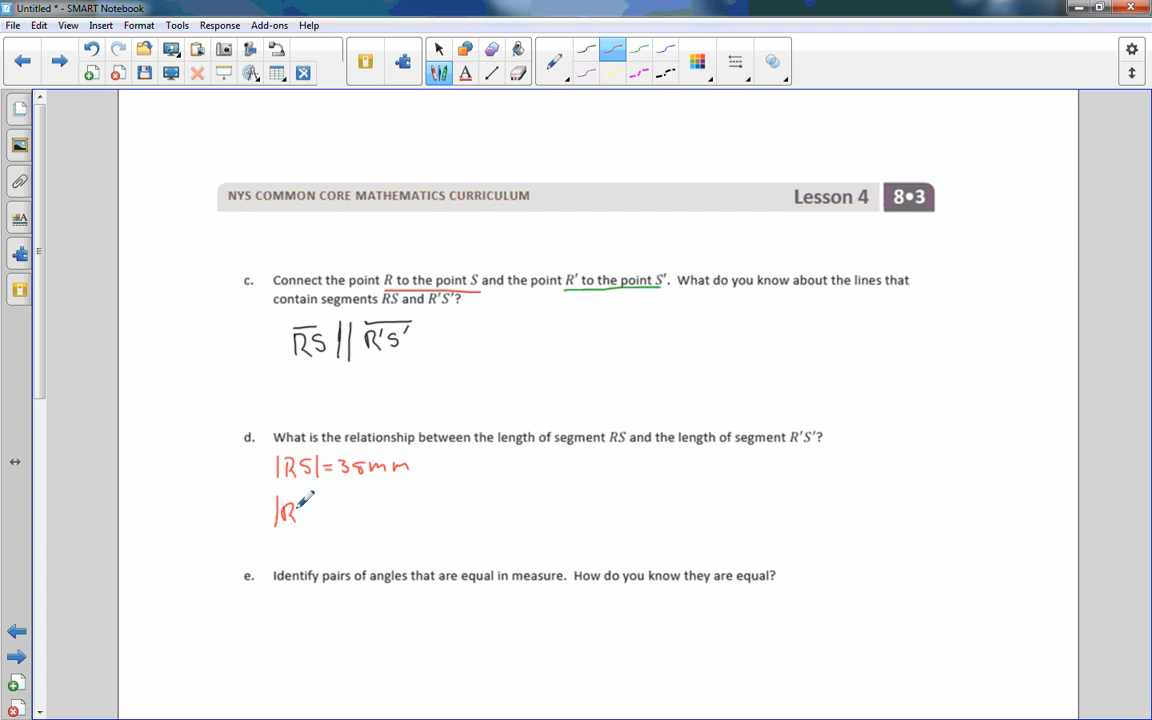 Untitled * - SMART Notebook
File Edit View Insert Format Tools Response Add-ons Help
NYS COMMON CORE MATHEMATICS CURRICULUM Lesson 4 8•3
c. Connect the point R to the point S and the point R′ to the point S′. What do you know about the lines that
contain segments RS and R′S′?
RS || R'S'
d. What is the relationship between the length of segment RS and the length of segment R′S′?
|RS| = 38mm
|R
e. Identify pairs of angles that are equal in measure. How do you know they are equal?